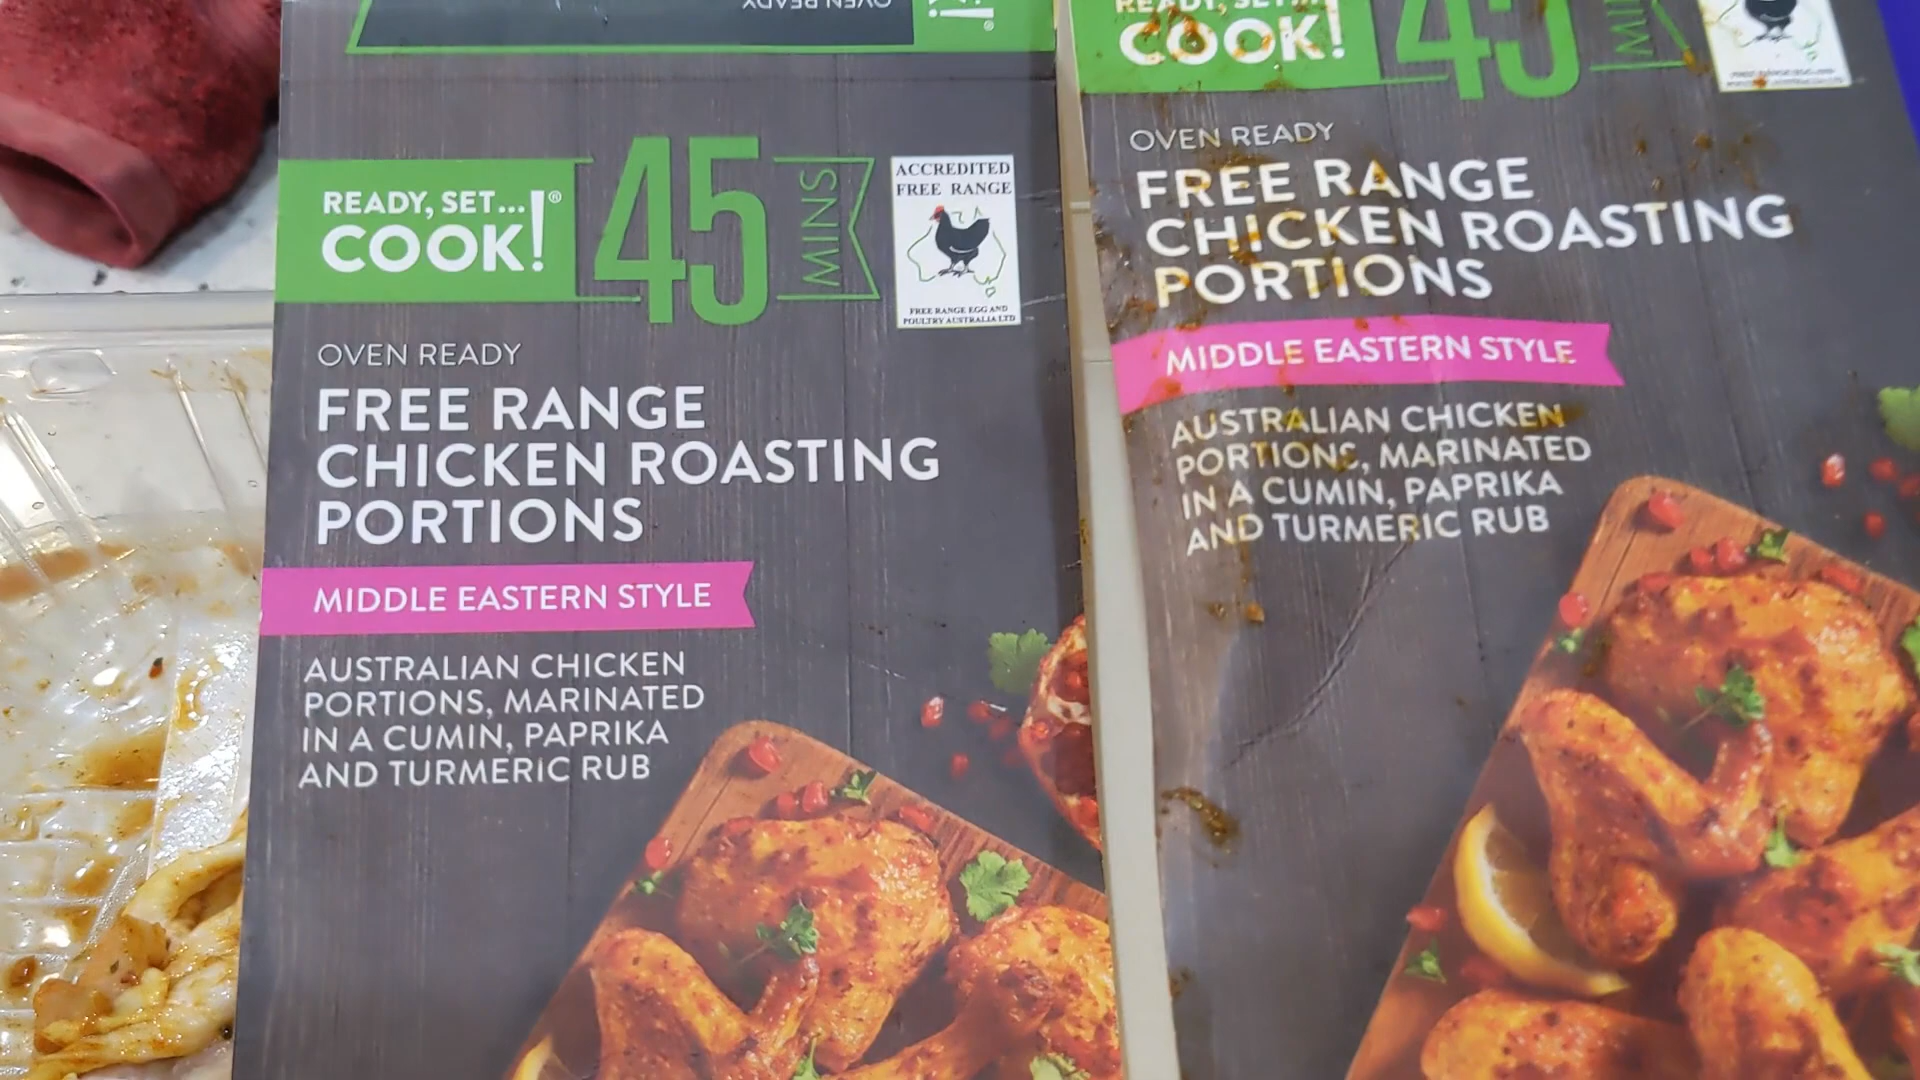 OVEN READY
READY, SET...
COOK!®
45
MINS
ACCREDITED
FREE RANGE
FREE RANGE EGG AND
POULTRY AUSTRALIA LTD
OVEN READY
FREE RANGE
CHICKEN ROASTING
PORTIONS
MIDDLE EASTERN STYLE
AUSTRALIAN CHICKEN
PORTIONS, MARINATED
IN A CUMIN, PAPRIKA
AND TURMERIC RUB
READY, SET...
COOK!
45
OVEN READY
FREE RANGE
CHICKEN ROASTING
PORTIONS
MIDDLE EASTERN STYLE
AUSTRALIAN CHICKEN
PORTIONS, MARINATED
IN A CUMIN, PAPRIKA
AND TURMERIC RUB